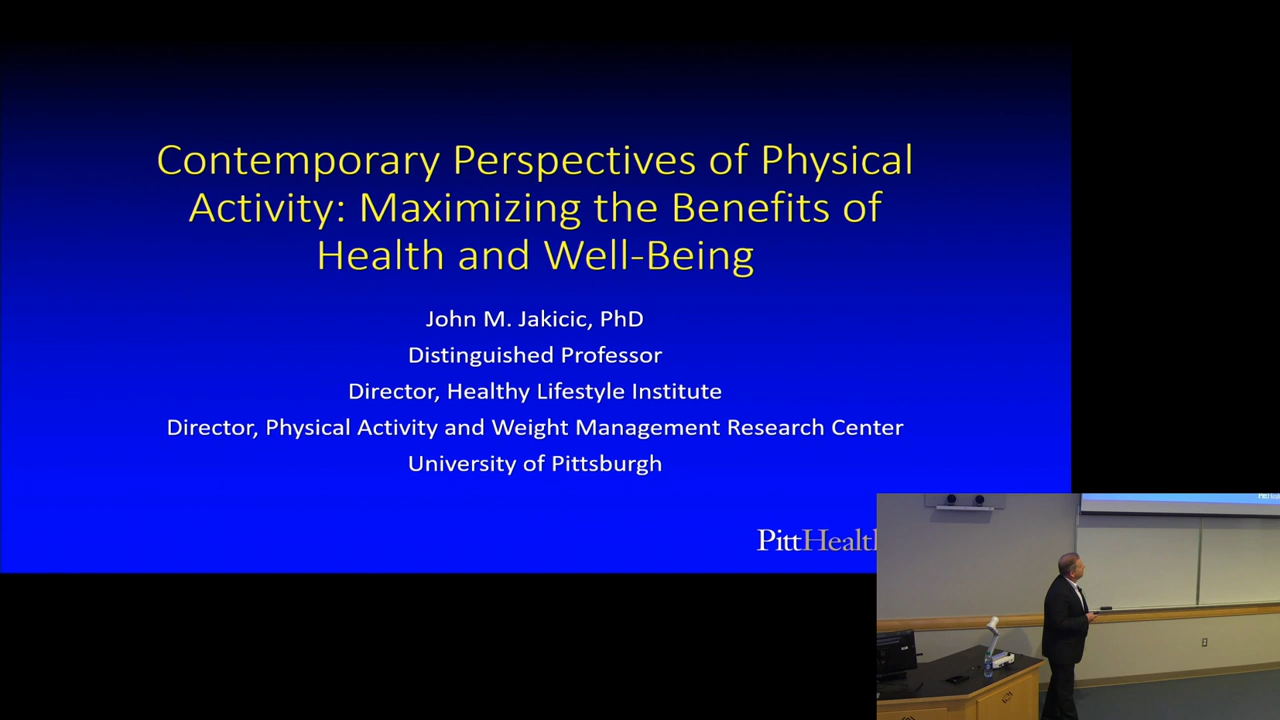 Contemporary Perspectives of Physical
Activity: Maximizing the Benefits of
Health and Well-Being
John M. Jakicic, PhD
Distinguished Professor
Director, Healthy Lifestyle Institute
Director, Physical Activity and Weight Management Research Center
University of Pittsburgh
PittHealt